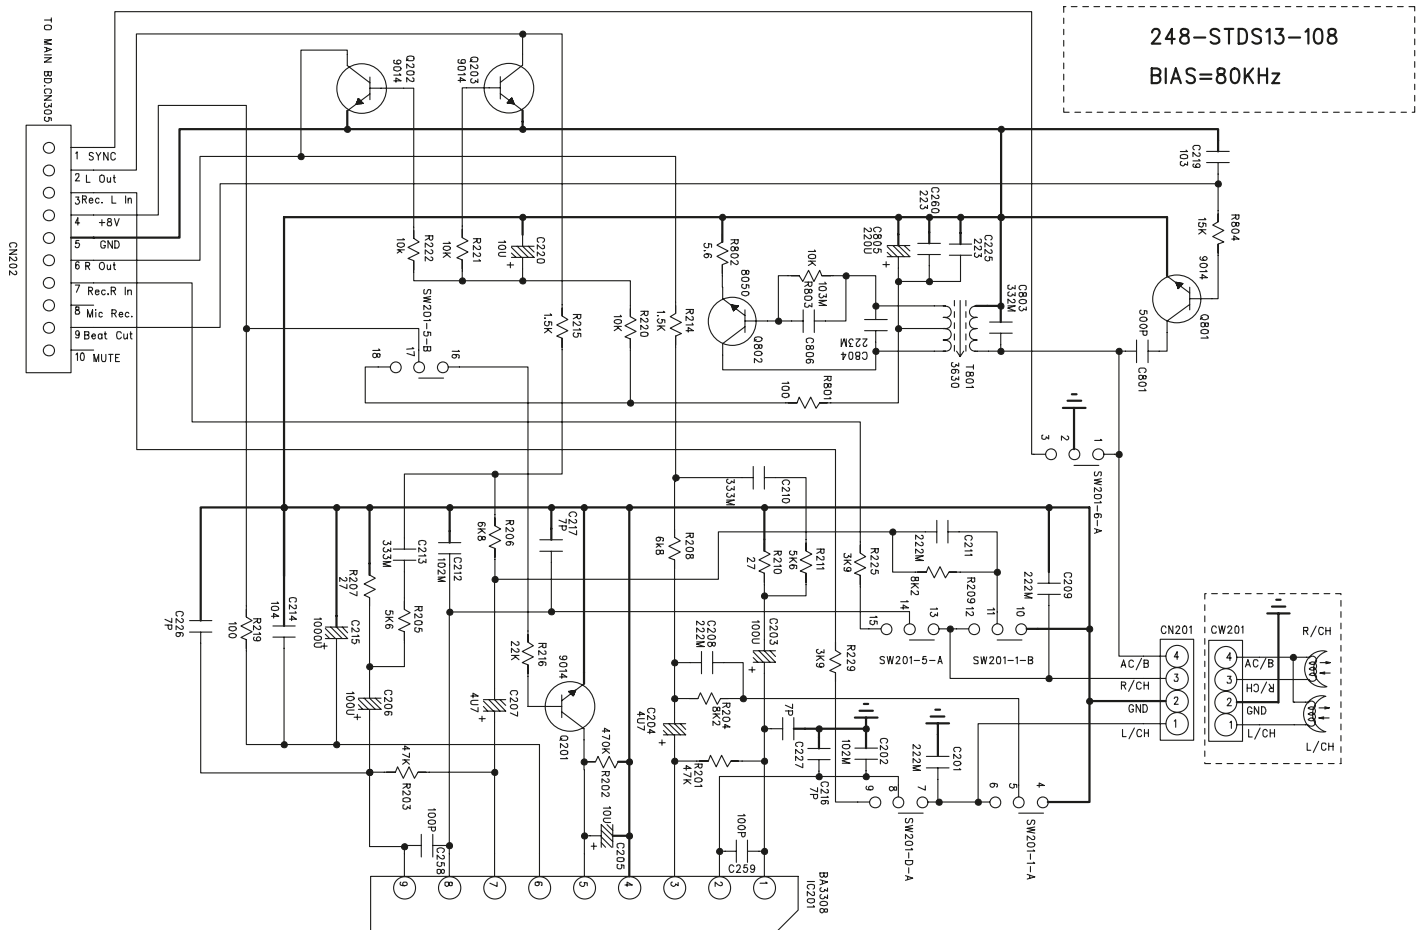 248-STDS13-108
BIAS=80KHz
TO MAIN BD.CN305
CN202
1 SYNC
2 L Out
3 Rec. L In
4 +8V
5 GND
6 R Out
7 Rec.R In
8 Mic Rec.
9 Beat Cut
10 MUTE
Q202
9014
Q203
9014
C219
103
R804
15K
9014
Q801
500P
C801
R222
10k
R221
10K
C220
10U
+
R802
5.6
8050
Q802
10K
R803
103M
C806
C805
220U
+
C260
223
C225
223
C803
332M
C804
223M
T801
3630
R801
100
SW201-5-B
18
17
16
R215
1.5K
R220
10K
R214
1.5K
3
2
1
SW201-6-A
C226
7P
R219
100
C214
104
C215
1000U
+
R207
27
C213
333M
R205
5K6
C212
102M
C206
100U
+
R206
6K8
C217
7P
R216
22K
9014
Q201
C207
4U7
+
47K
R203
470K
R202
10U
C205
+
100P
C258
333M
C210
R208
6k8
R210
27
R211
5K6
C208
222M
C203
100U
+
R204
8K2
C204
4U7
+
R201
47K
7P
C227
C216
7P
C202
102M
C201
222M
100P
C259
R225
3K9
R229
3K9
222M
C211
8K2
R209
C209
222M
15
14
13
12
11
10
SW201-5-A
SW201-1-B
9
8
7
6
5
4
SW201-D-A
SW201-1-A
CN201
4
3
2
1
AC/B
R/CH
GND
L/CH
CW201
4
3
2
1
AC/B
R/CH
GND
L/CH
R/CH
L/CH
9
8
7
6
5
4
3
2
1
BA3308
IC201